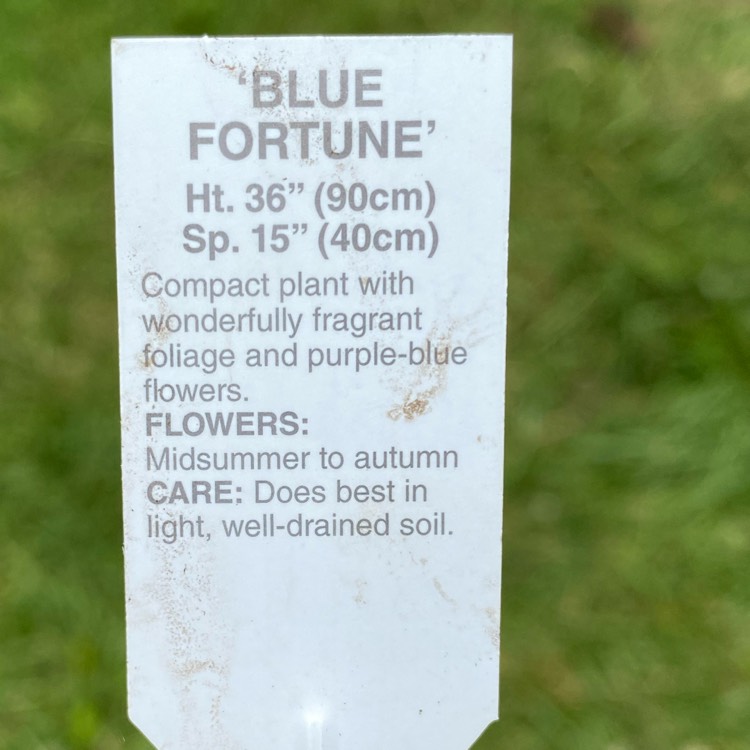 ‘BLUE
FORTUNE’
Ht. 36” (90cm)
Sp. 15” (40cm)
Compact plant with
wonderfully fragrant
foliage and purple-blue
flowers.
FLOWERS:
Midsummer to autumn
CARE: Does best in
light, well-drained soil.